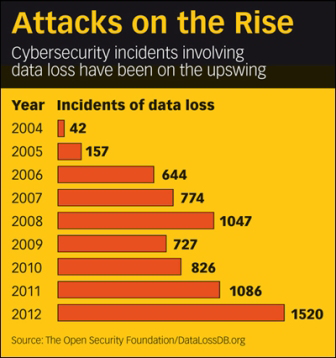 Attacks on the Rise
Cybersecurity incidents involving
data loss have been on the upswing
Year Incidents of data loss
2004 42
2005 157
2006 644
2007 774
2008 1047
2009 727
2010 826
2011 1086
2012 1520
Source: The Open Security Foundation/DataLossDB.org